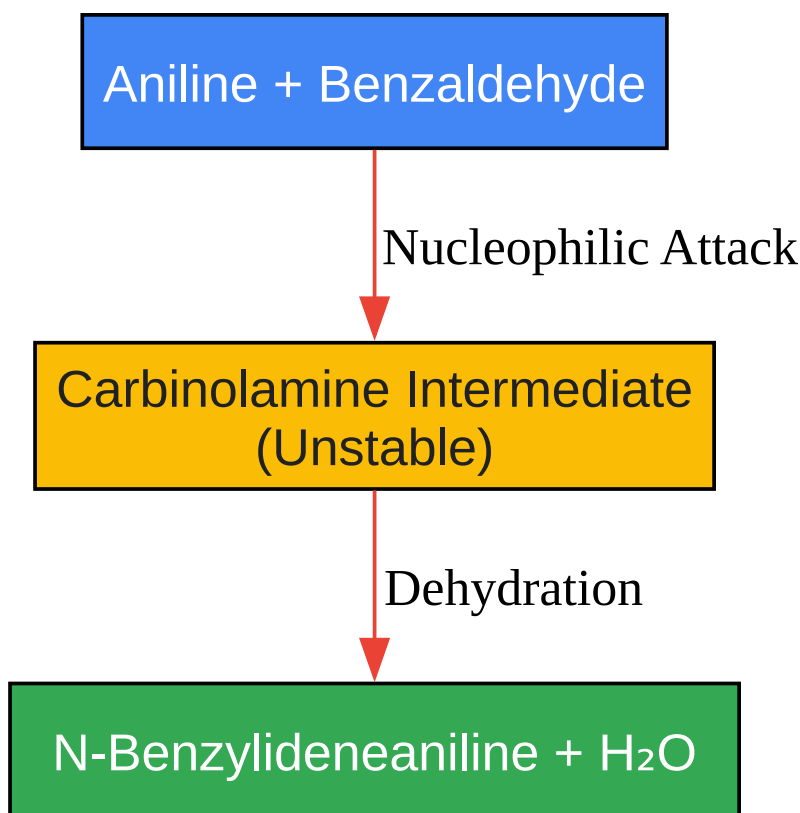 Aniline + Benzaldehyde
Nucleophilic Attack
Carbinolamine Intermediate
(Unstable)
Dehydration
N-Benzylideneaniline + H₂O